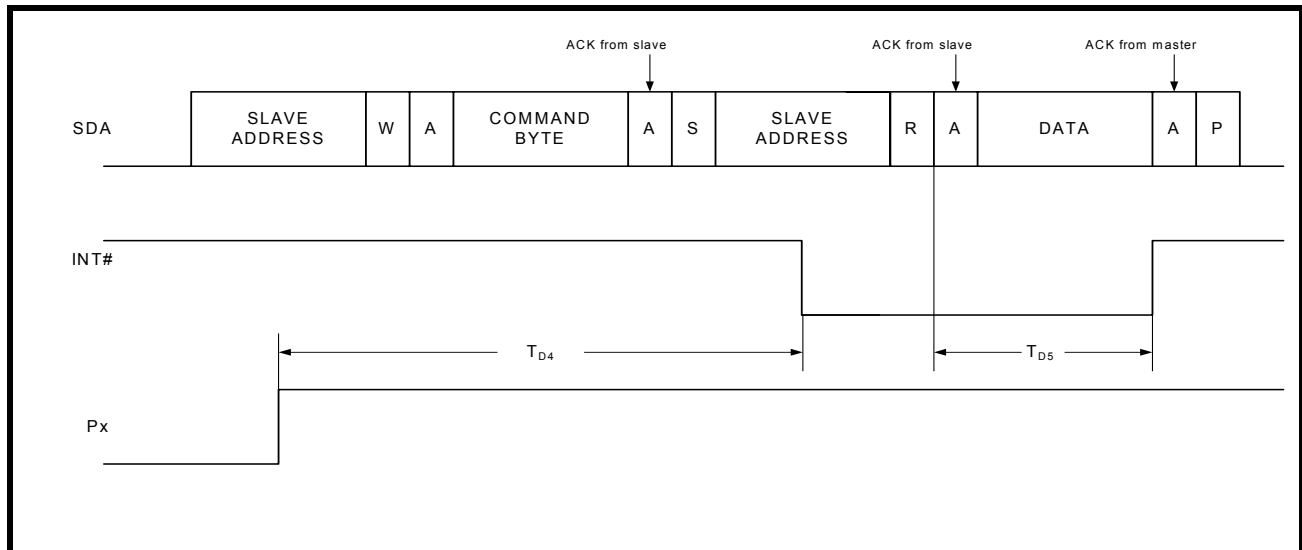 ACK from slave
ACK from slave
ACK from master
SDA
SLAVE
ADDRESS
W
A
COMMAND
BYTE
A
S
SLAVE
ADDRESS
R
A
DATA
A
P
INT#
TD4
TD5
Px